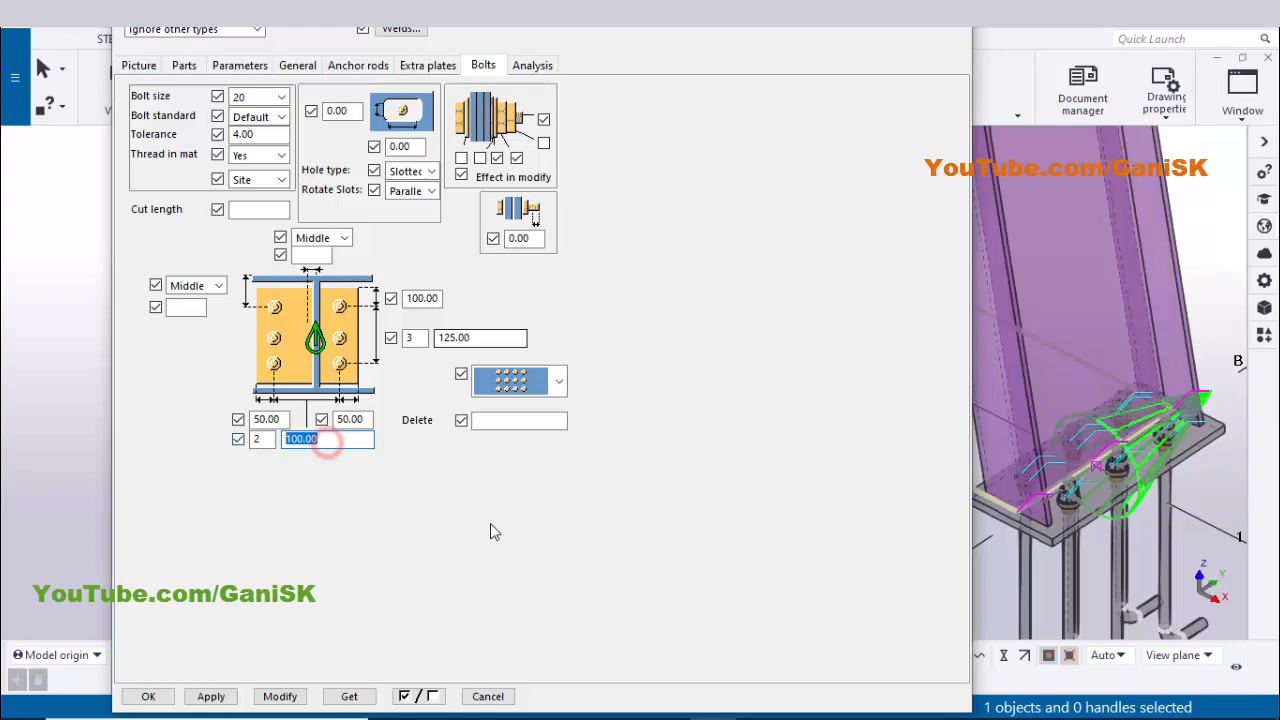 Ignore other types
Welds...
STE
Quick Launch
Picture
Parts
Parameters
General
Anchor rods
Extra plates
Bolts
Analysis
Document
manager
Drawing
propertie
Window
Bolt size
20
Bolt standard
Default
Tolerance
4.00
Thread in mat
Yes
Site
Cut length
0.00
0.00
Hole type:
Slottec
Rotate Slots:
Paralle
Effect in modify
0.00
YouTube.com/GaniSK
Middle
Middle
100.00
3
125.00
50.00
50.00
2
100.00
Delete
B
1
Z
Y
X
YouTube.com/GaniSK
Model origin
Auto
View plane
OK
Apply
Modify
Get
/
Cancel
1 objects and 0 handles selected